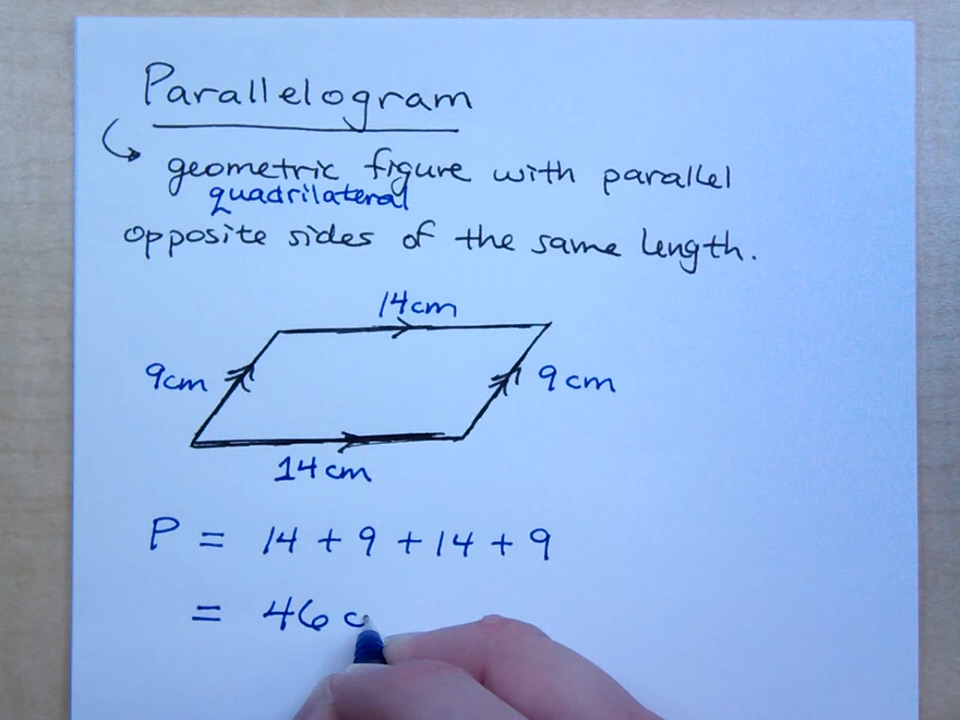 Parallelogram
geometric figure with parallel
quadrilateral
opposite sides of the same length.
14cm
9cm
9 cm
14 cm
P = 14 + 9 + 14 + 9
= 46 c